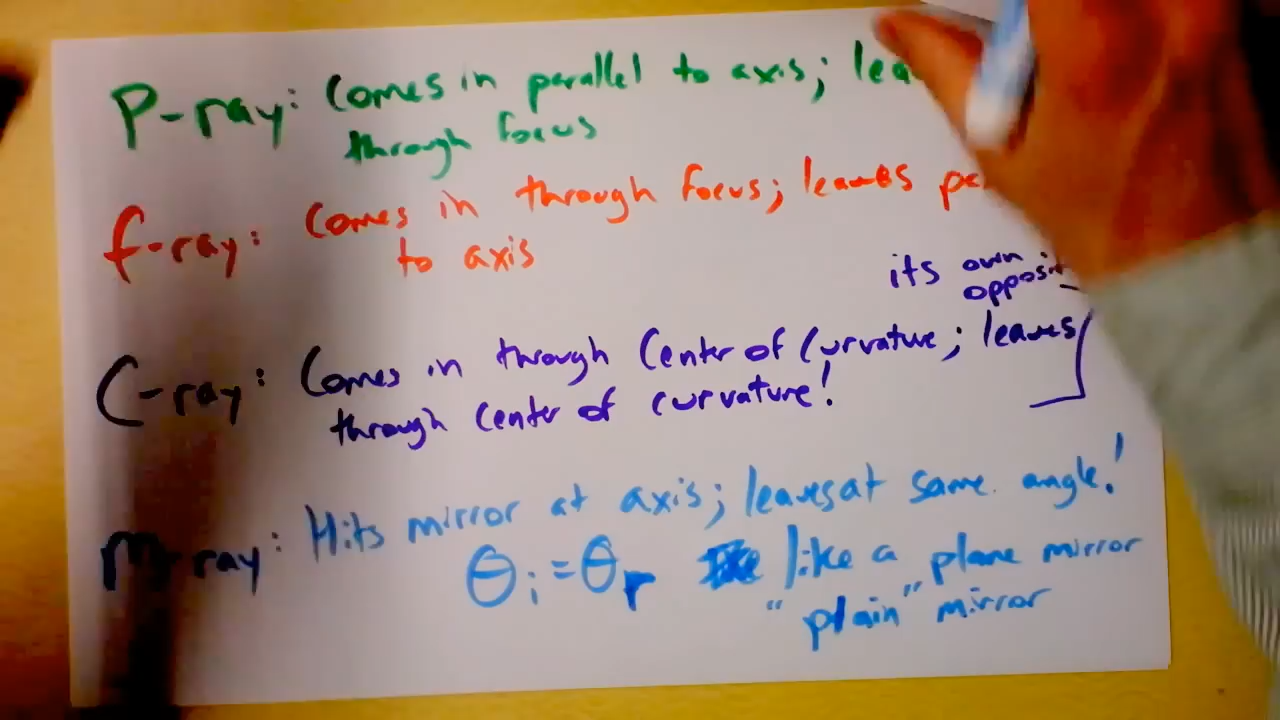 P-ray: Comes in parallel to axis; lea
through focus
f-ray: Comes in through focus; leaves
to axis
its own
C-ray: Comes in through Center of Curvature; leaves
through center of curvature!
M-ray: Hits mirror at axis; leaves at same angle!
θi = θr like a plane mirror
"plain" mirror